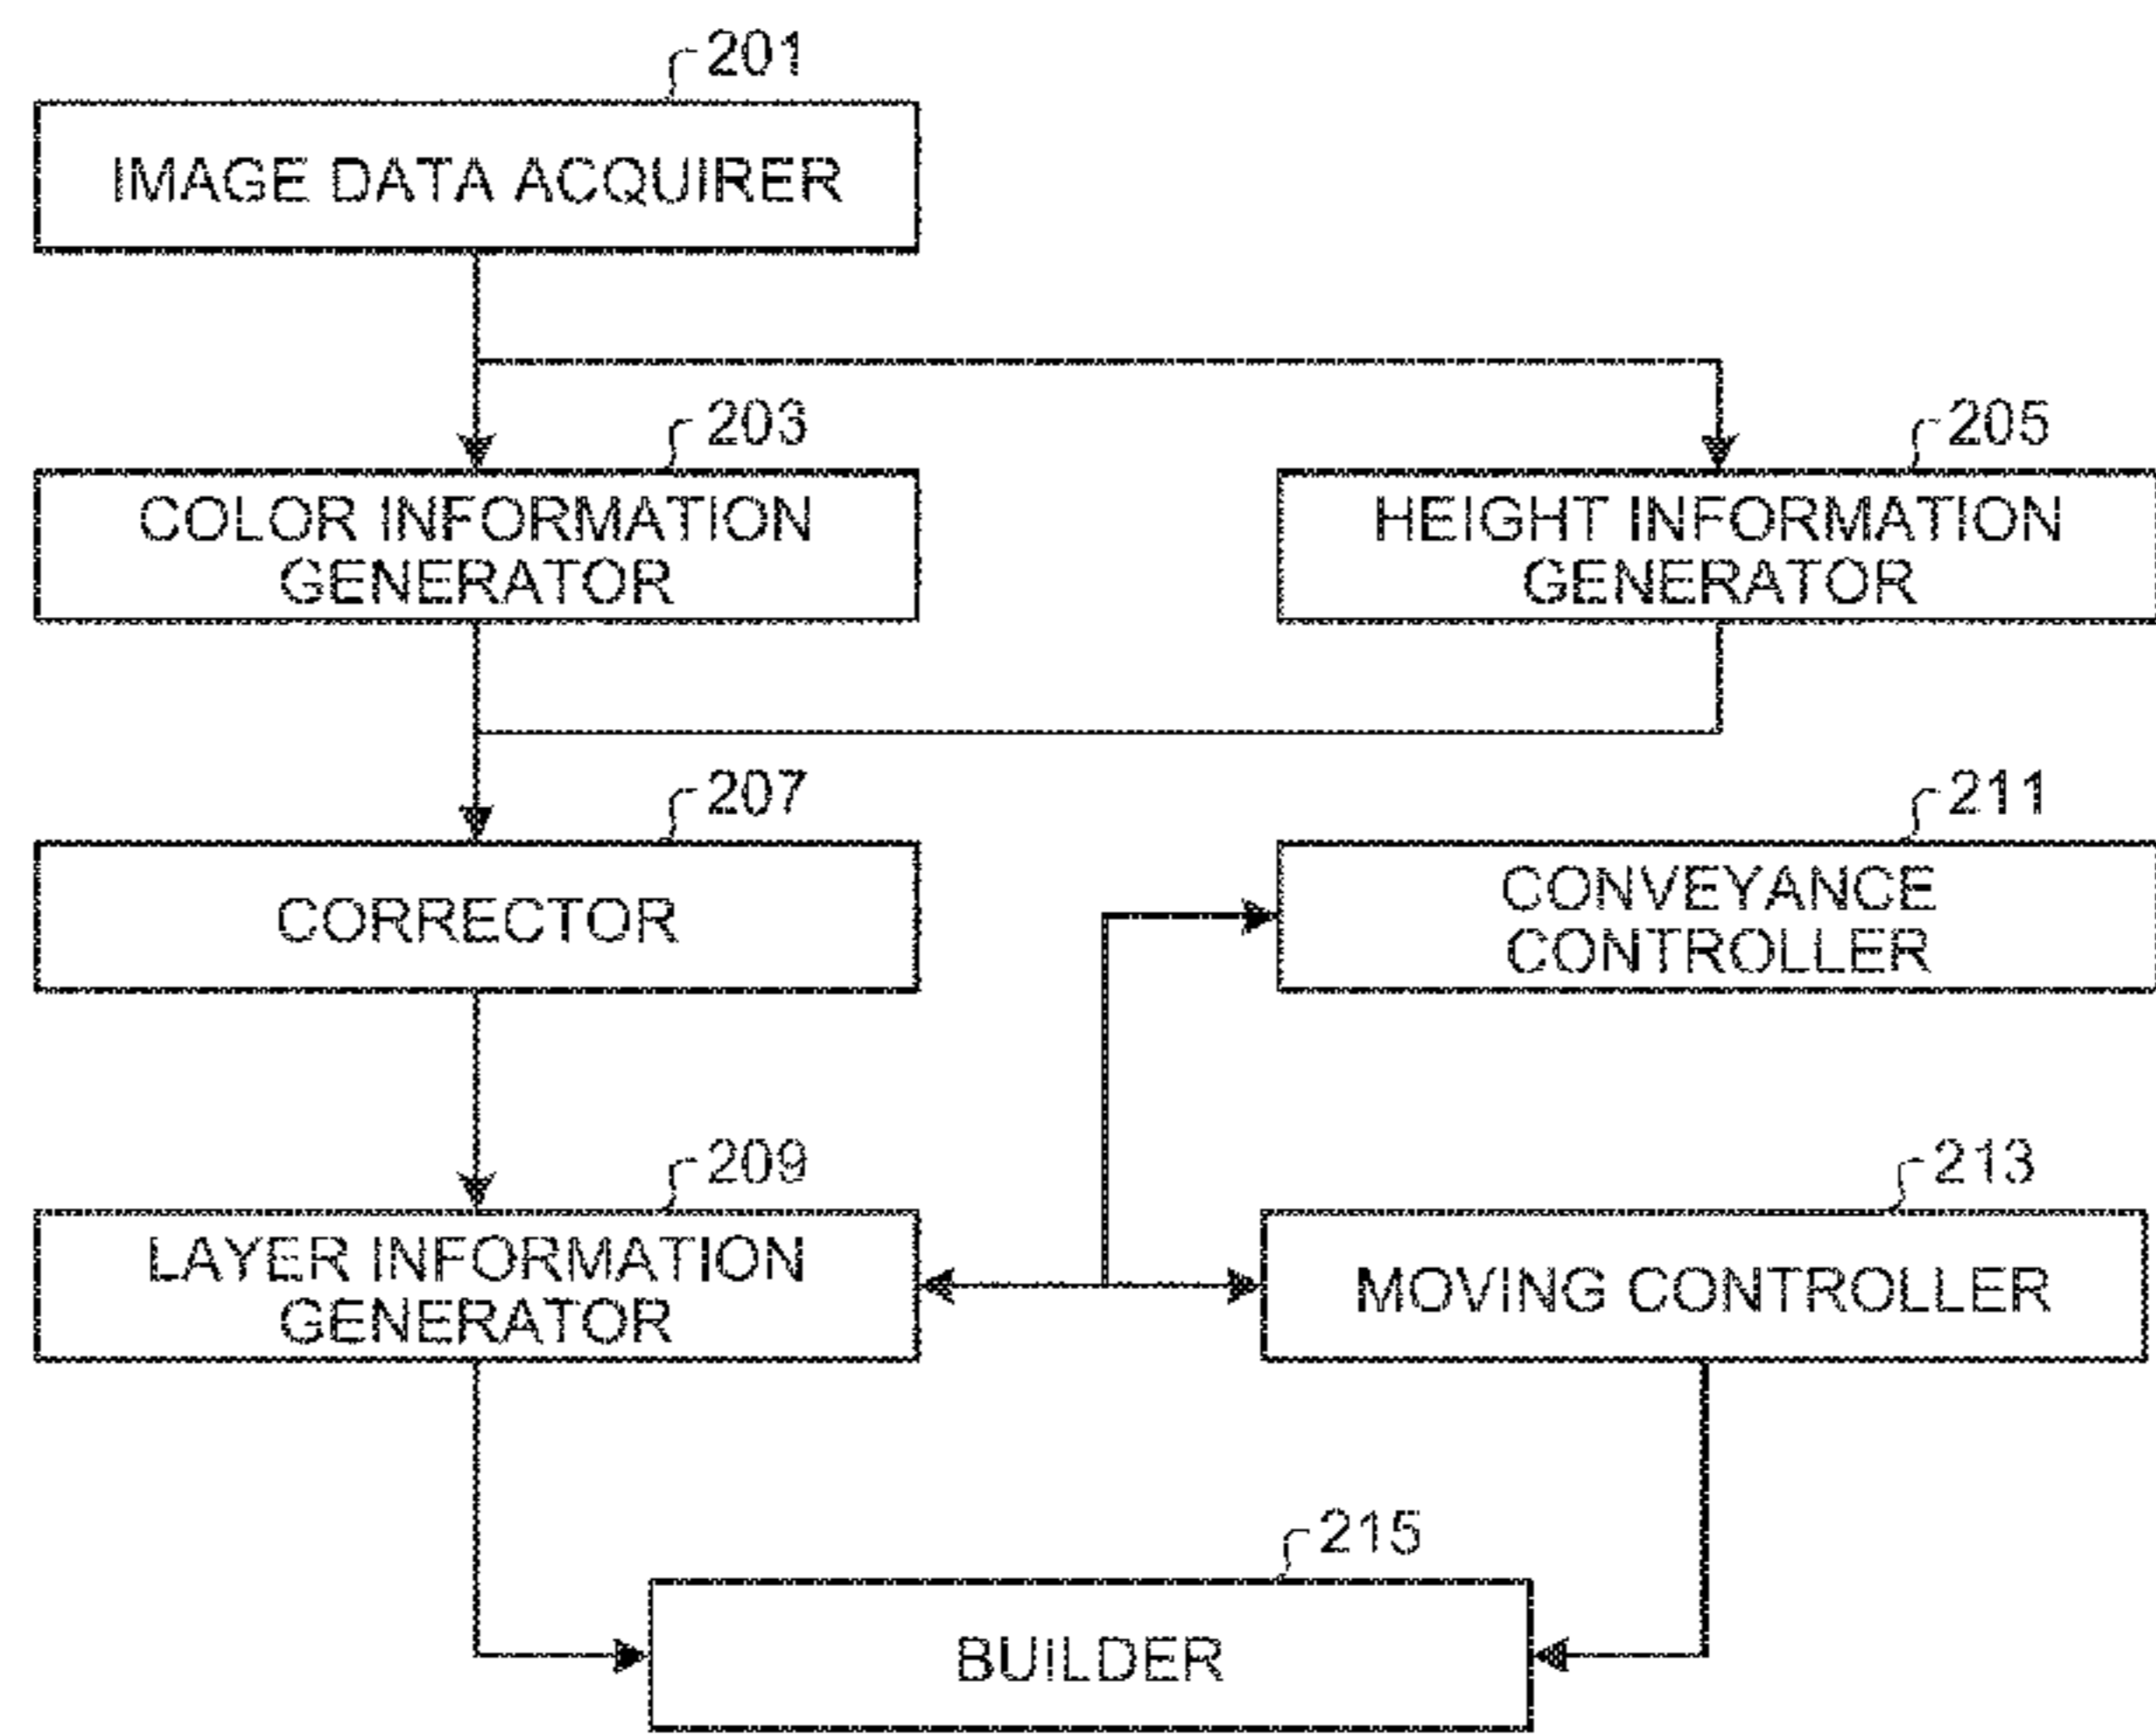 201
IMAGE DATA ACQUIRER
203
COLOR INFORMATION
GENERATOR
205
HEIGHT INFORMATION
GENERATOR
207
CORRECTOR
211
CONVEYANCE
CONTROLLER
209
LAYER INFORMATION
GENERATOR
213
MOVING CONTROLLER
215
BUILDER